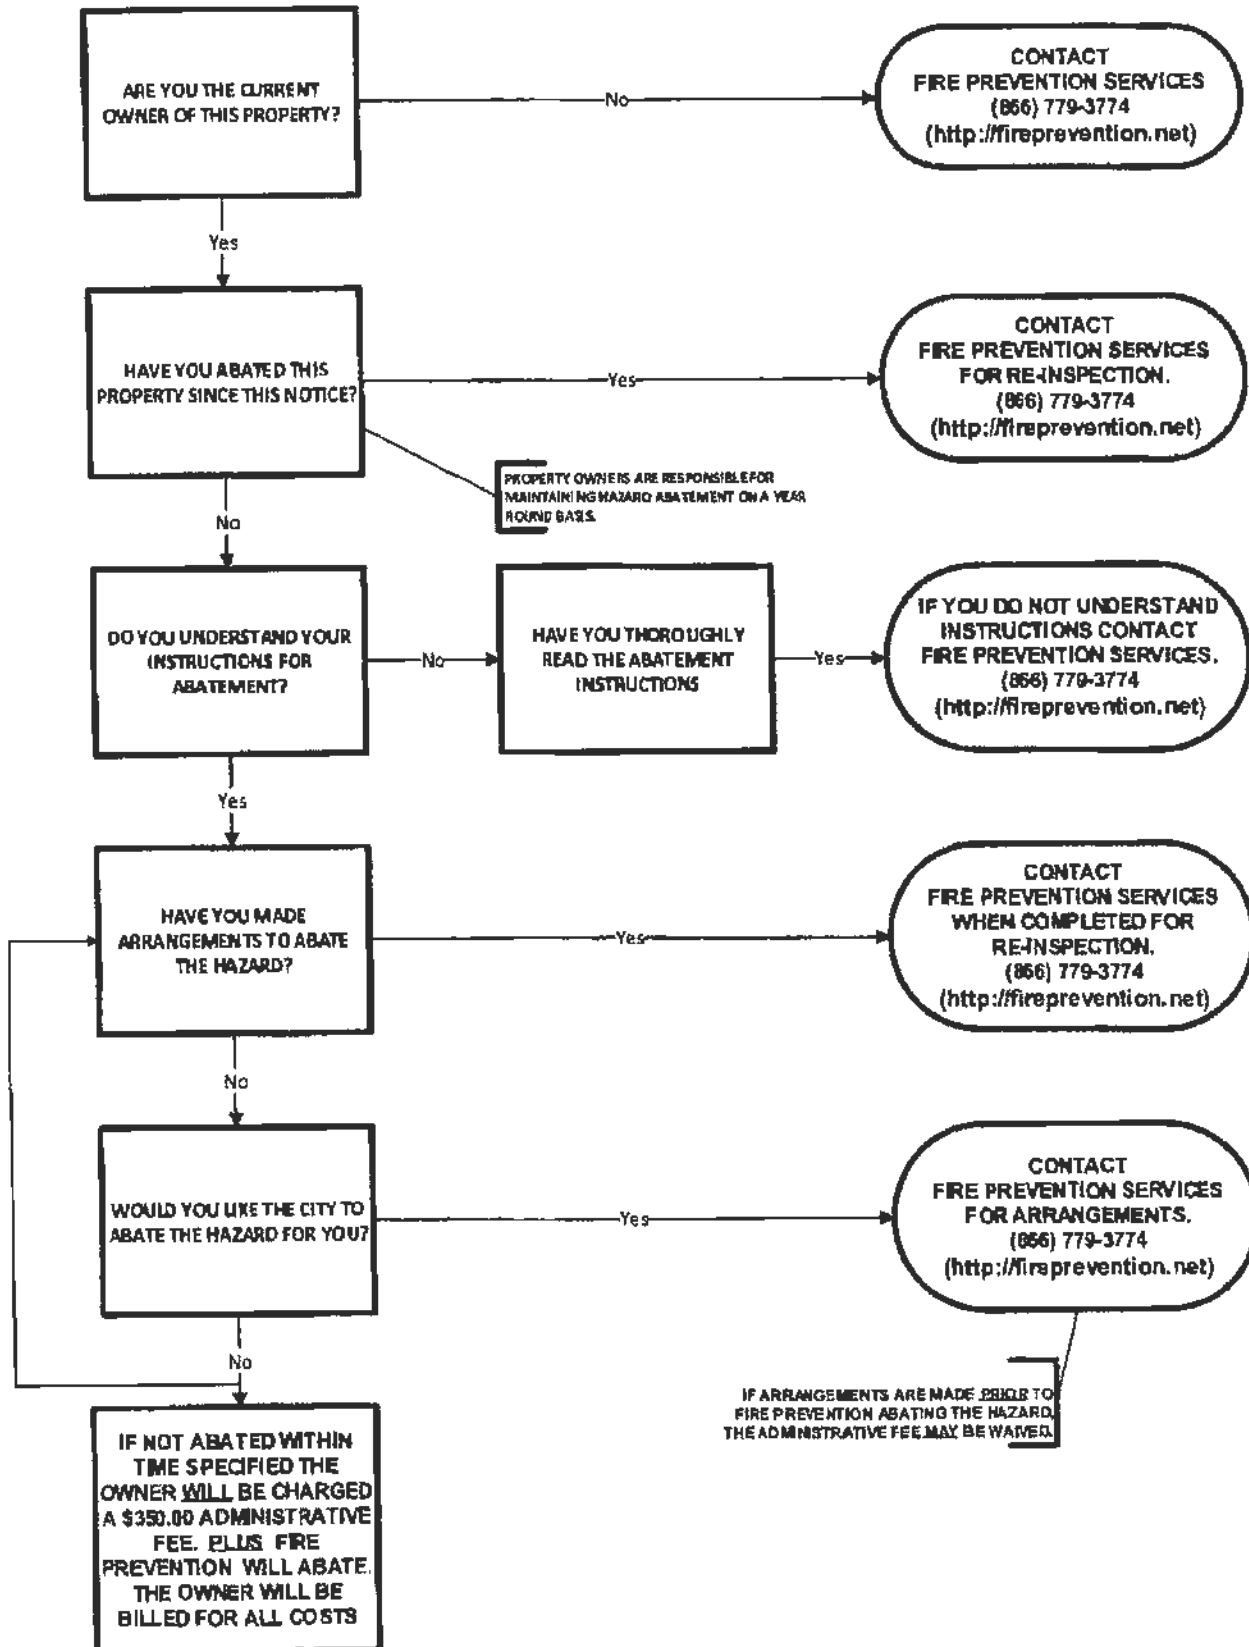 ARE YOU THE CURRENT
OWNER OF THIS PROPERTY?
No
CONTACT
FIRE PREVENTION SERVICES
(866) 779-3774
(http://fireprevention.net)
Yes
HAVE YOU ABATED THIS
PROPERTY SINCE THIS NOTICE?
Yes
CONTACT
FIRE PREVENTION SERVICES
FOR RE-INSPECTION.
(866) 779-3774
(http://fireprevention.net)
PROPERTY OWNERS ARE RESPONSIBLE FOR
MAINTAINING HAZARD ABATEMENT ON A YEAR
ROUND BASIS.
No
DO YOU UNDERSTAND YOUR
INSTRUCTIONS FOR
ABATEMENT?
No
HAVE YOU THOROUGHLY
READ THE ABATEMENT
INSTRUCTIONS
Yes
IF YOU DO NOT UNDERSTAND
INSTRUCTIONS CONTACT
FIRE PREVENTION SERVICES.
(866) 779-3774
(http://fireprevention.net)
Yes
HAVE YOU MADE
ARRANGEMENTS TO ABATE
THE HAZARD?
Yes
CONTACT
FIRE PREVENTION SERVICES
WHEN COMPLETED FOR
RE-INSPECTION.
(866) 779-3774
(http://fireprevention.net)
No
WOULD YOU LIKE THE CITY TO
ABATE THE HAZARD FOR YOU?
Yes
CONTACT
FIRE PREVENTION SERVICES
FOR ARRANGEMENTS.
(866) 779-3774
(http://fireprevention.net)
No
IF ARRANGEMENTS ARE MADE PRIOR TO
FIRE PREVENTION ABATING THE HAZARD,
THE ADMINISTRATIVE FEE MAY BE WAIVED.
IF NOT ABATED WITHIN
TIME SPECIFIED THE
OWNER WILL BE CHARGED
A $350.00 ADMINISTRATIVE
FEE. PLUS FIRE
PREVENTION WILL ABATE.
THE OWNER WILL BE
BILLED FOR ALL COSTS